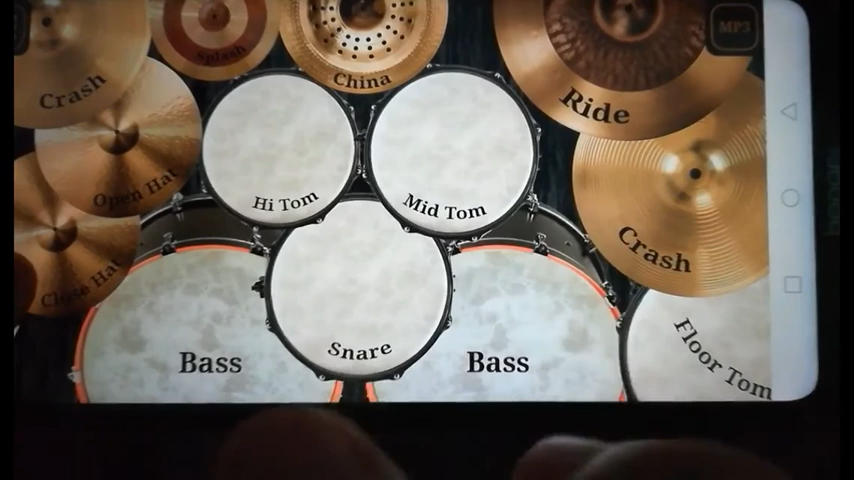 Splash
China
MP3
Crash
Ride
Open Hat
Hi Tom
Mid Tom
Crash
Close Hat
Snare
Floor Tom
Bass
Bass